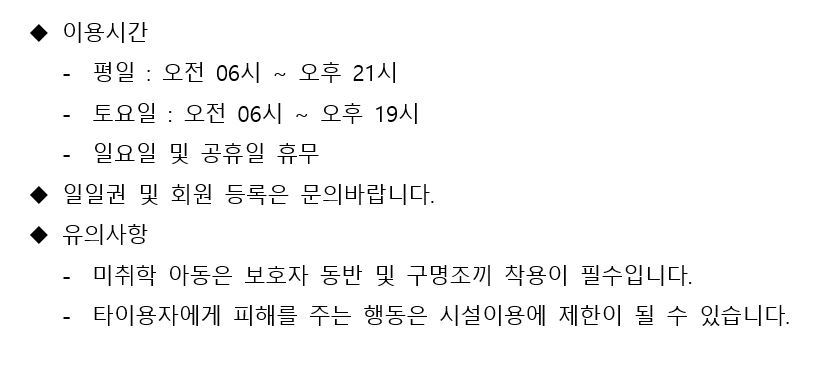 ◆ 이용시간
- 평일 : 오전 06시 ~ 오후 21시
- 토요일 : 오전 06시 ~ 오후 19시
- 일요일 및 공휴일 휴무
◆ 일일권 및 회원 등록은 문의바랍니다.
◆ 유의사항
- 미취학 아동은 보호자 동반 및 구명조끼 착용이 필수입니다.
- 타이용자에게 피해를 주는 행동은 시설이용에 제한이 될 수 있습니다.